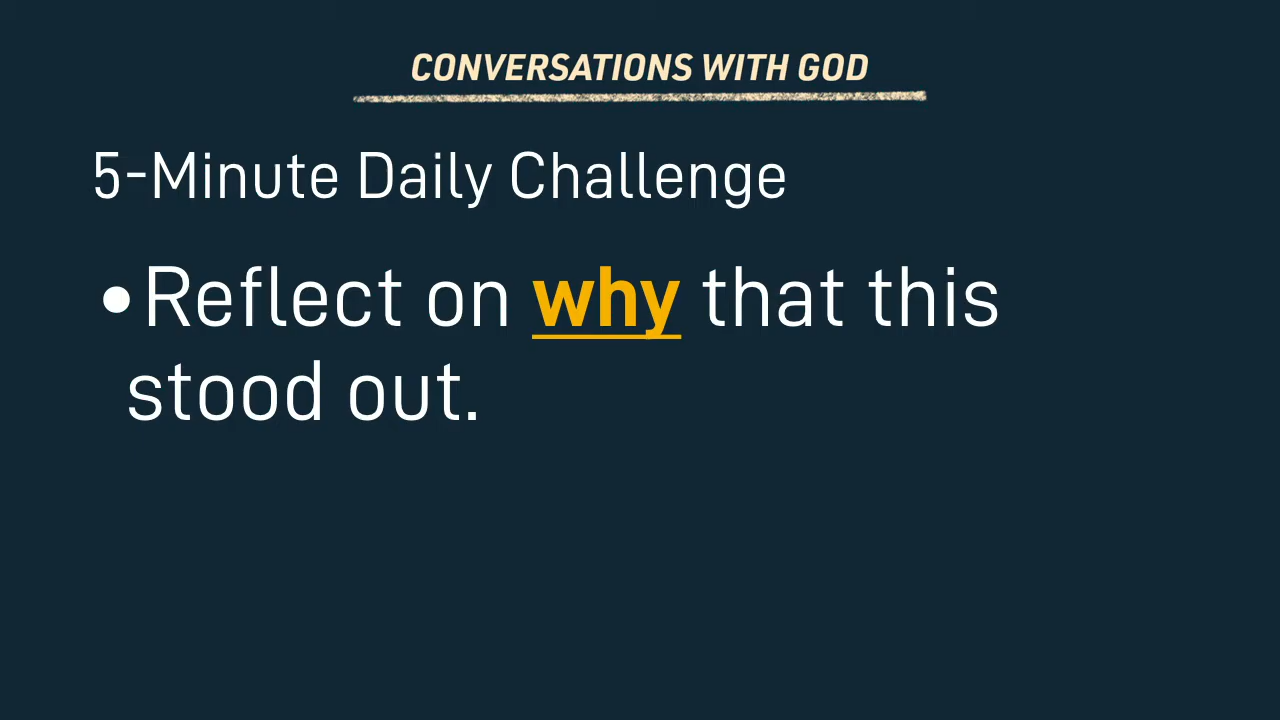 CONVERSATIONS WITH GOD
5-Minute Daily Challenge
•Reflect on why that this
stood out.